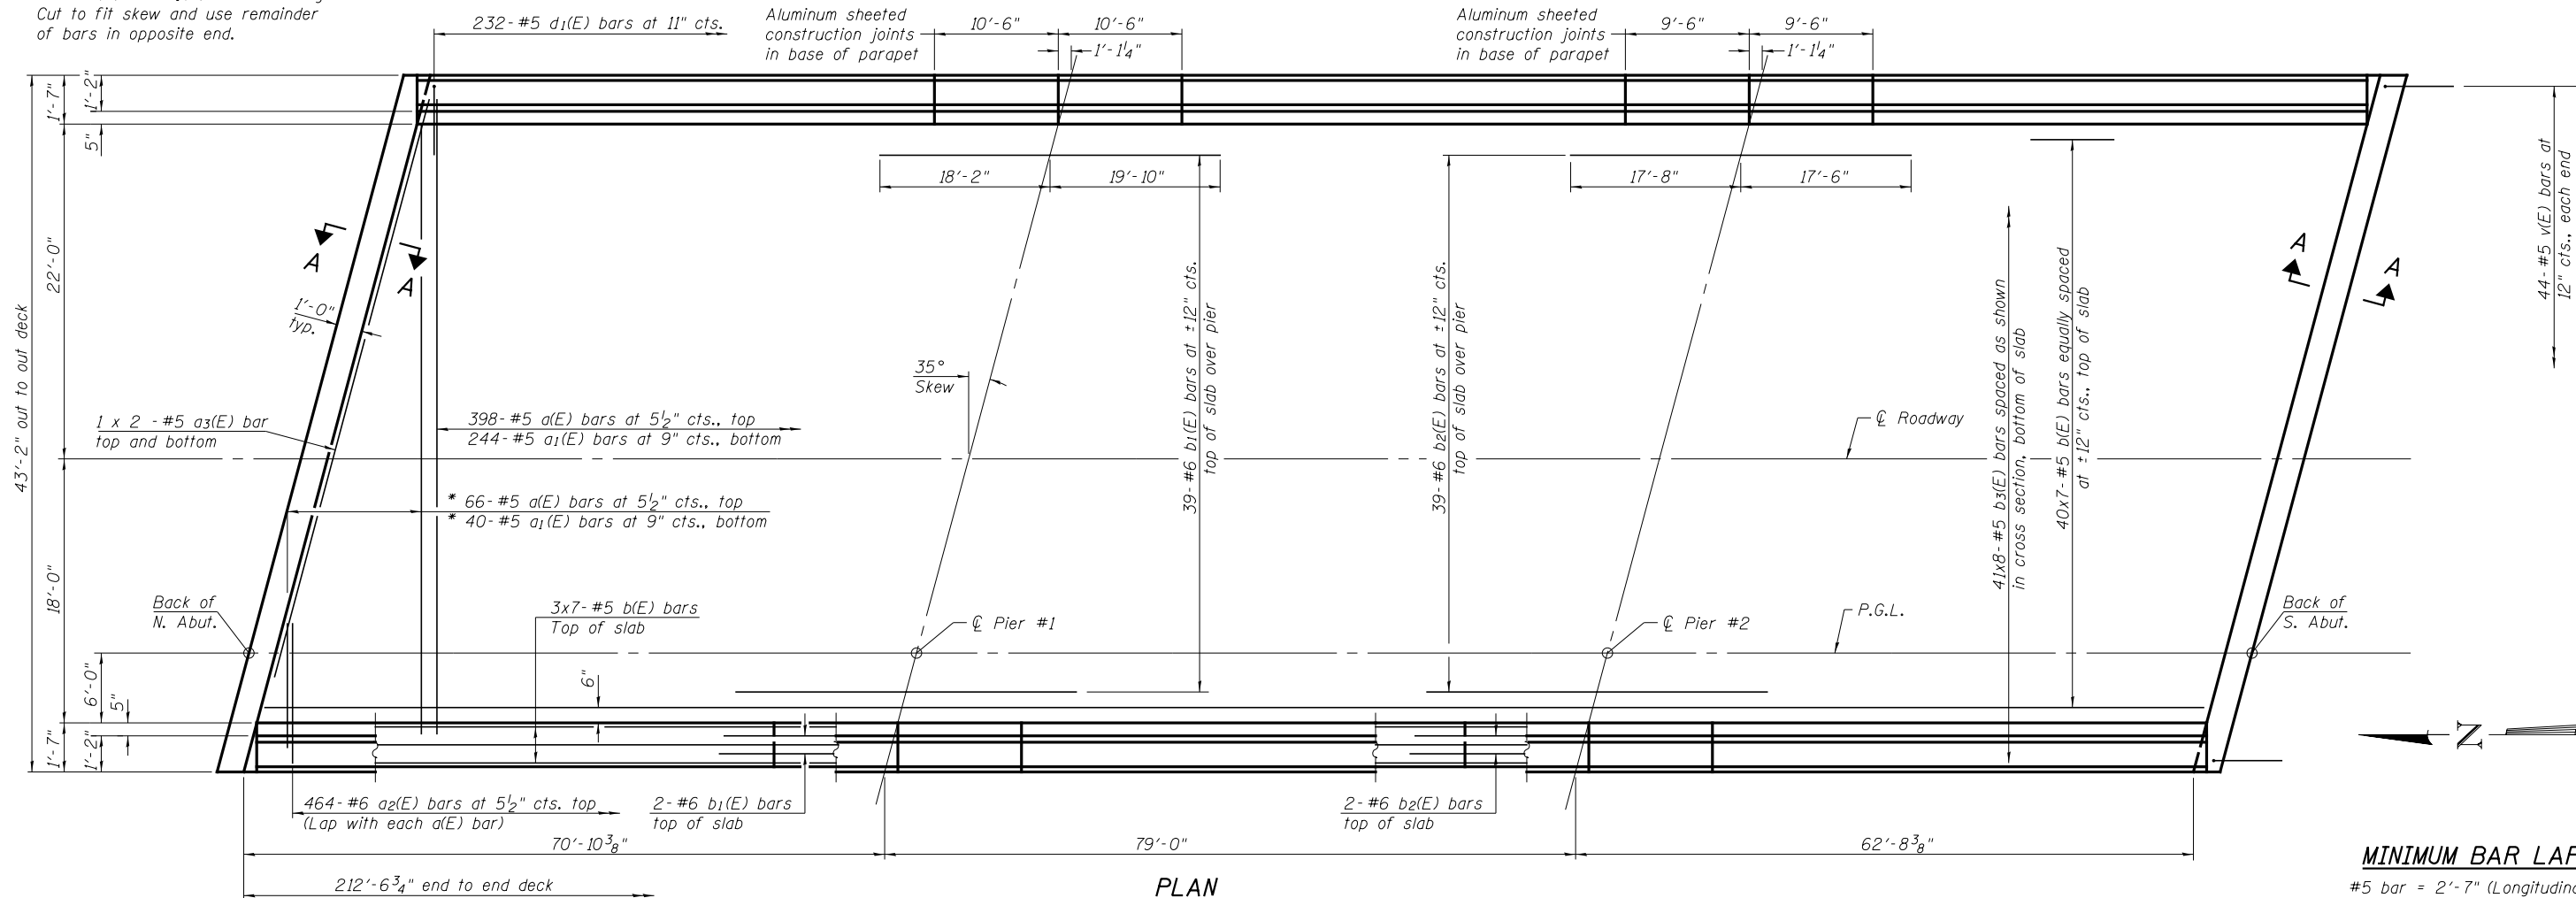 Cut to fit skew and use remainder
of bars in opposite end.
232-#5 d1(E) bars at 11" cts.
Aluminum sheeted
construction joints
in base of parapet
10'-6"
10'-6"
1'-1¼"
Aluminum sheeted
construction joints
in base of parapet
9'-6"
9'-6"
1'-1¼"
1'-7"
1'-2"
5"
18'-2"
19'-10"
17'-8"
17'-6"
44-#5 v(E) bars at
12" cts., each end
A
A
A
A
22'-0"
43'-2" out to out deck
1'-0"
typ.
35°
Skew
39-#6 b1(E) bars at ±12" cts.
top of slab over pier
39-#6 b2(E) bars at ±12" cts.
top of slab over pier
41x8-#5 b3(E) bars spaced as shown
in cross section, bottom of slab
40x7-#5 b(E) bars equally spaced
at ±12" cts., top of slab
1 x 2 -#5 a3(E) bar
top and bottom
398-#5 a(E) bars at 5½" cts., top
244-#5 a1(E) bars at 9" cts., bottom
℄ Roadway
* 66-#5 a(E) bars at 5½" cts., top
* 40-#5 a1(E) bars at 9" cts., bottom
18'-0"
Back of
N. Abut.
3x7-#5 b(E) bars
Top of slab
℄ Pier #1
℄ Pier #2
P.G.L.
Back of
S. Abut.
6'-0"
5"
6"
1'-7"
1'-2"
N
464-#6 a2(E) bars at 5½" cts. top
(Lap with each a(E) bar)
2-#6 b1(E) bars
top of slab
2-#6 b2(E) bars
top of slab
70'-10⅜"
79'-0"
62'-8⅜"
212'-6¾" end to end deck
PLAN
MINIMUM BAR LAP
#5 bar = 2'-7"